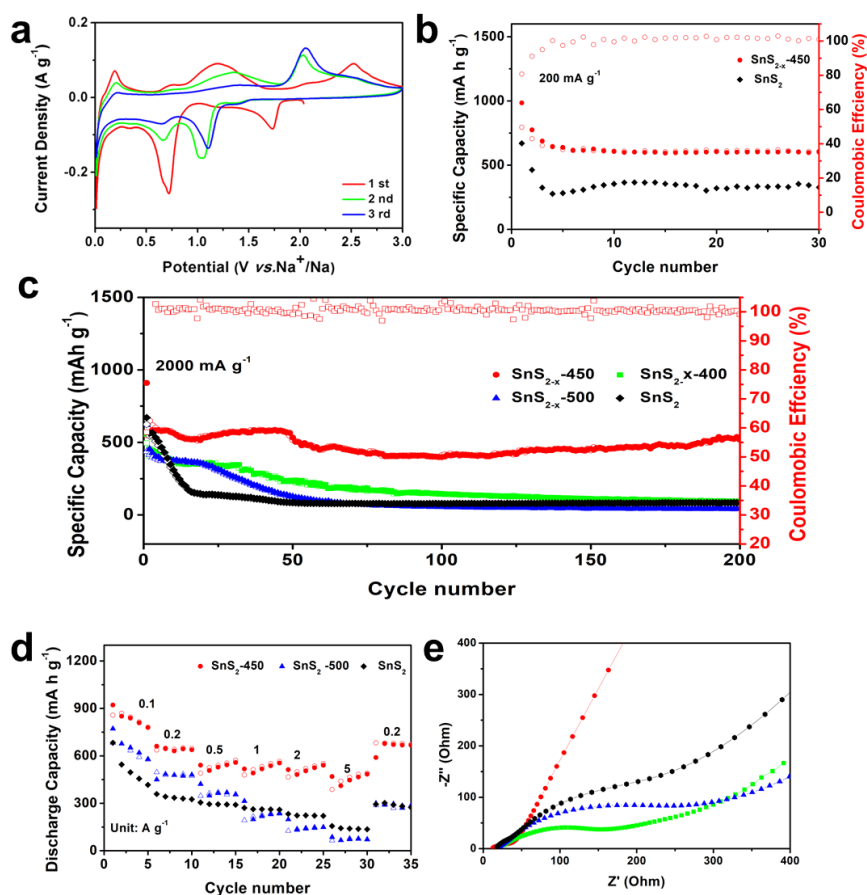 a
0.2
0.0
-0.2
Current Density (A g-1)
0.0 0.5 1.0 1.5 2.0 2.5 3.0
Potential (V vs.Na+/Na)
1 st
2 nd
3 rd
b
1500
1250
1000
750
500
250
0
Specific Capacity (mA h g-1)
200 mA g-1
SnS2-x-450
SnS2
100
80
60
40
20
0
Coulomobic Effciency (%)
0 10 20 30
Cycle number
c
1500
1000
500
0
Specific Capacity (mAh g-1)
2000 mA g-1
SnS2-x-450
SnS2-x-400
SnS2-x-500
SnS2
100
90
80
70
60
50
40
30
20
Coulomobic Effciency (%)
0 50 100 150 200
Cycle number
d
1200
900
600
300
0
Discharge Capacity (mA h g-1)
SnS2-450
SnS2 -500
SnS2
0.1
0.2
0.5
1
2
5
0.2
Unit: A g-1
0 5 10 15 20 25 30 35
Cycle number
e
-400
-300
-200
-100
0
-Z'' (Ohm)
0 100 200 300 400
Z' (Ohm)